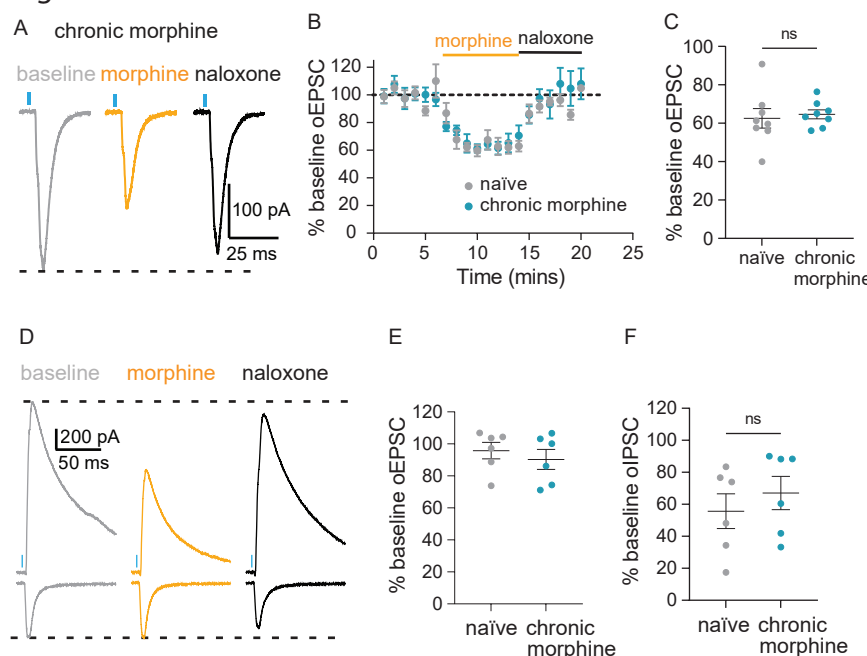 A
chronic morphine
baseline morphine naloxone
100 pA
25 ms
B
morphine naloxone
% baseline oEPSC
120
100
80
60
40
20
0
0 5 10 15 20 25
Time (mins)
naïve
chronic morphine
C
ns
% baseline oEPSC
100
80
60
40
20
0
naïve chronic
morphine
D
baseline morphine naloxone
200 pA
50 ms
E
% baseline oEPSC
120
100
80
60
40
20
0
naïve chronic
morphine
F
ns
% baseline oIPSC
120
100
80
60
40
20
0
naïve chronic
morphine